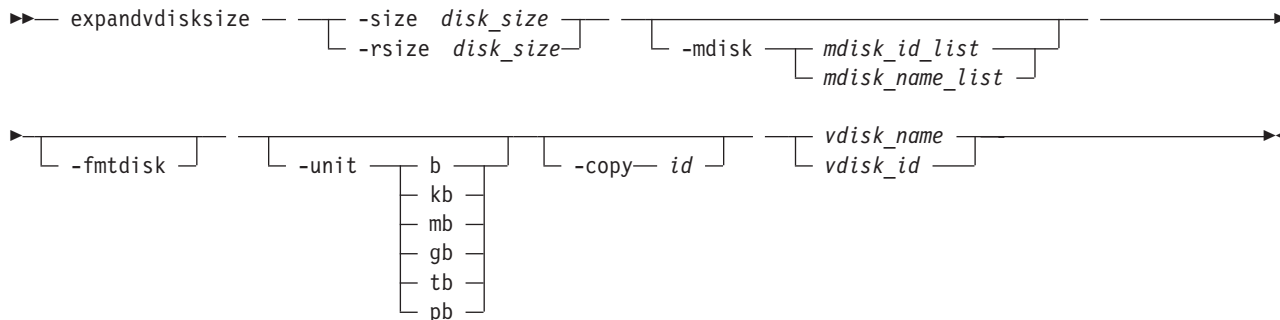 expandvdisksize -size disk_size
-rsize disk_size
-mdisk mdisk_id_list
mdisk_name_list
-fmtdisk
-unit b
kb
mb
gb
tb
pb
-copy id
vdisk_name
vdisk_id